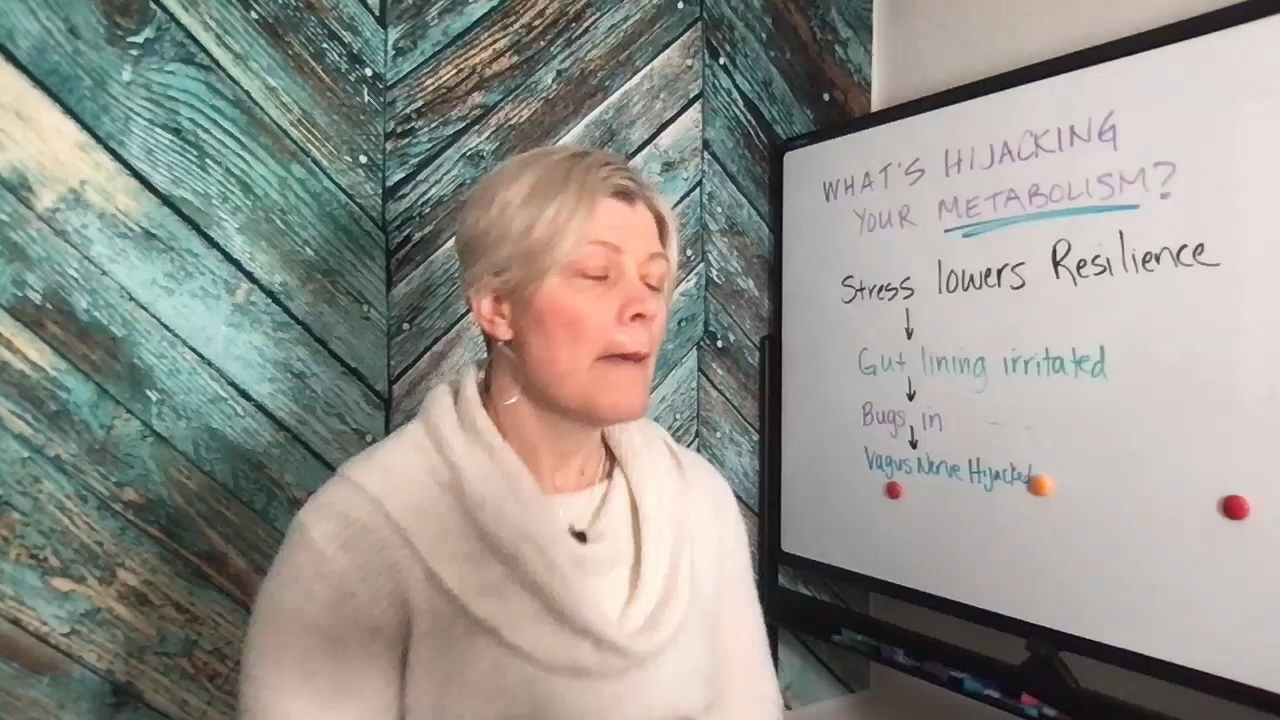 WHAT'S HIJACKING
YOUR METABOLISM?
Stress lowers Resilience
Gut lining irritated
Bugs in
Vagus Nerve Hijacked